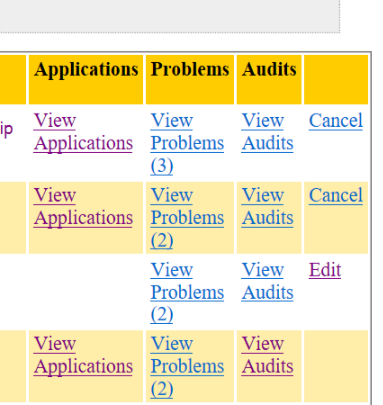 Applications Problems Audits
ip View View View Cancel
Applications Problems Audits
(3)
View View View Cancel
Applications Problems Audits
(2)
View View Edit
Problems Audits
(2)
View View View
Applications Problems Audits
(2)